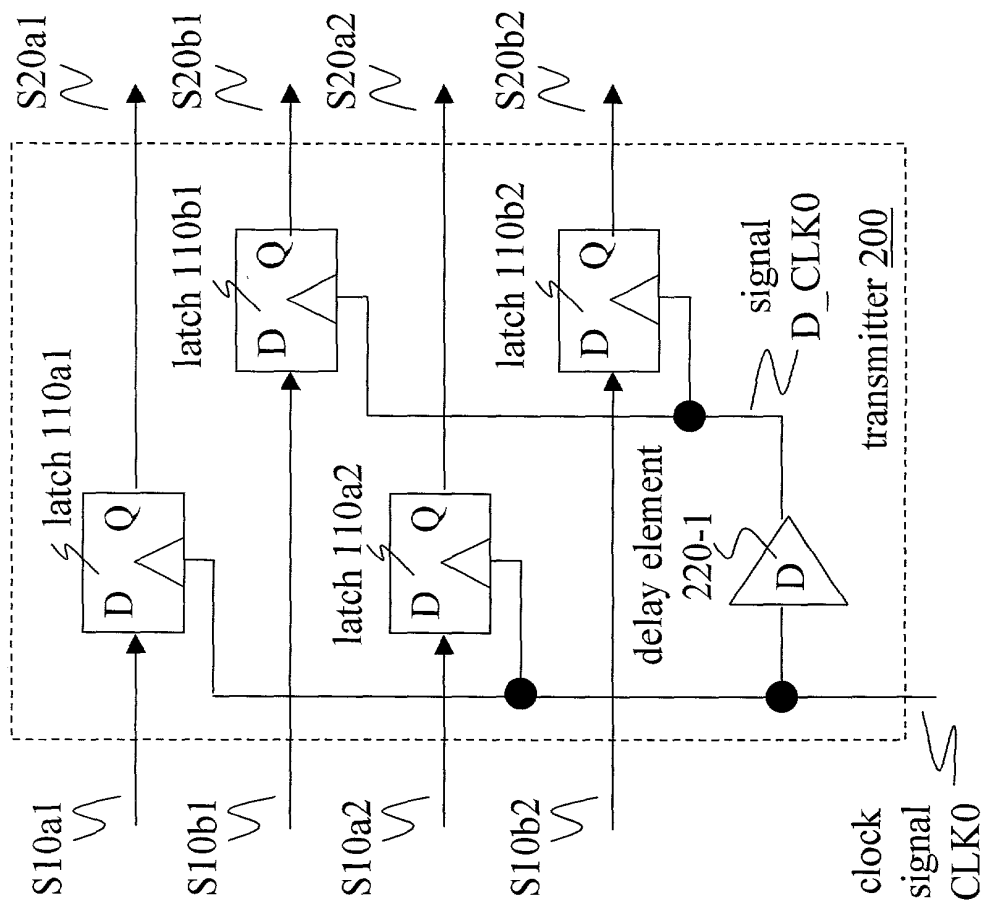 S10a1
S10b1
S10a2
S10b2
clock
signal
CLK0
latch 110a1
D
Q
S20a1
latch 110b1
D
Q
S20b1
latch 110a2
D
Q
S20a2
latch 110b2
D
Q
S20b2
delay element
220-1
D
signal
D_CLK0
transmitter 200